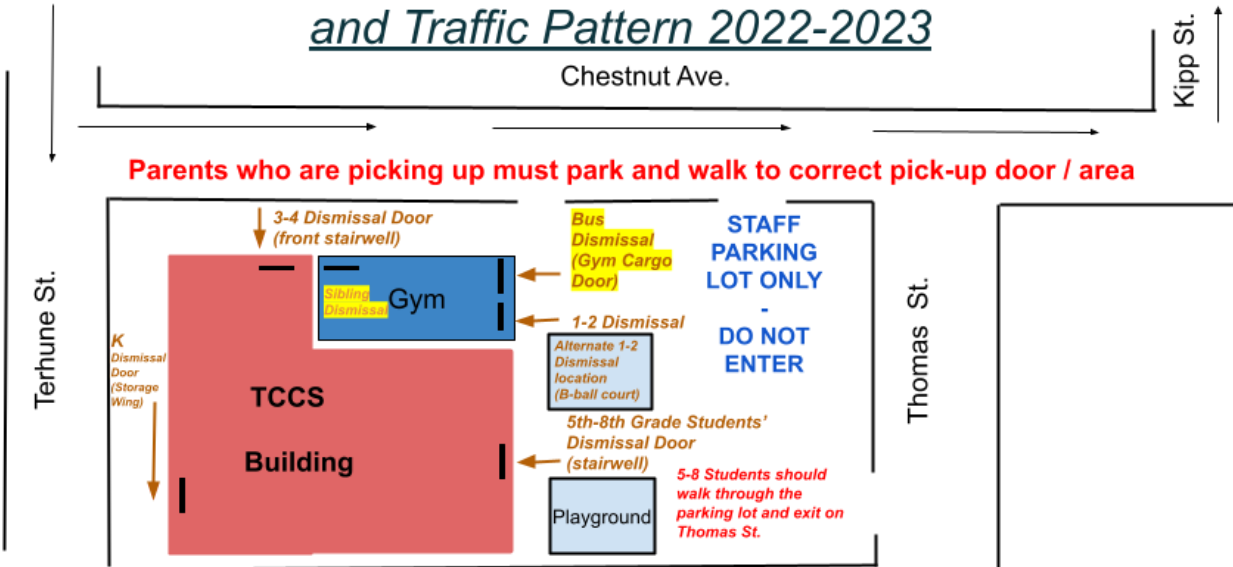 and Traffic Pattern 2022-2023
Chestnut Ave.
Kipp St.
Parents who are picking up must park and walk to correct pick-up door / area
Terhune St.
3-4 Dismissal Door
(front stairwell)
Bus
Dismissal
(Gym Cargo
Door)
STAFF
PARKING
LOT ONLY
-
DO NOT
ENTER
Sibling
Dismissal
Gym
1-2 Dismissal
K
Dismissal
Door
(Storage
Wing)
Alternate 1-2
Dismissal
location
(B-ball court)
Thomas St.
TCCS
Building
5th-8th Grade Students'
Dismissal Door
(stairwell)
5-8 Students should
walk through the
parking lot and exit on
Thomas St.
Playground